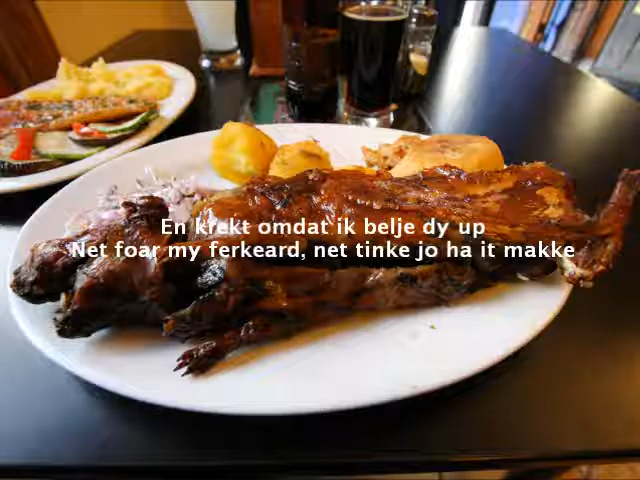 En krekt omdat ik belje dy up
Net foar my ferkeard, net tinke jo ha it makke